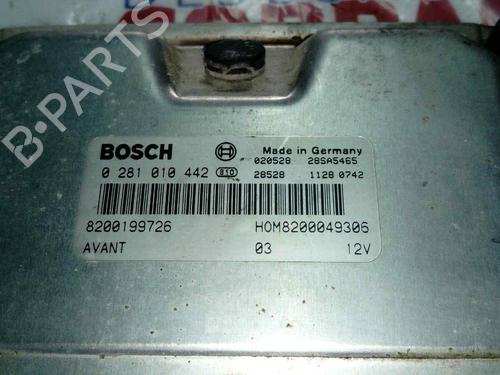 BOSCH Made in Germany
020528 28SA5465
0 281 010 442 810 28528 1128 0742
8200199726 HOM8200049306
AVANT 03 12V
B-PARTS